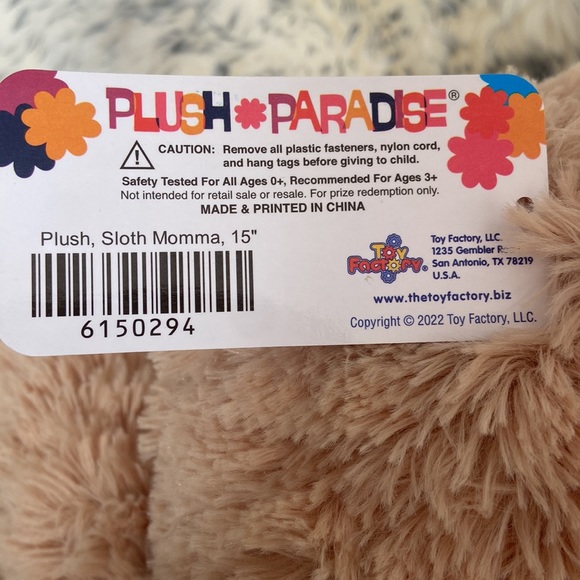 PLUSH PARADISE®
CAUTION: Remove all plastic fasteners, nylon cord,
and hang tags before giving to child.
Safety Tested For All Ages 0+, Recommended For Ages 3+
Not intended for retail sale or resale. For prize redemption only.
MADE & PRINTED IN CHINA
Plush, Sloth Momma, 15"
6150294
Toy Factory®
Toy Factory, LLC
1235 Gembler
San Antonio, TX 78219
U.S.A.
www.thetoyfactory.biz
Copyright © 2022 Toy Factory, LLC.